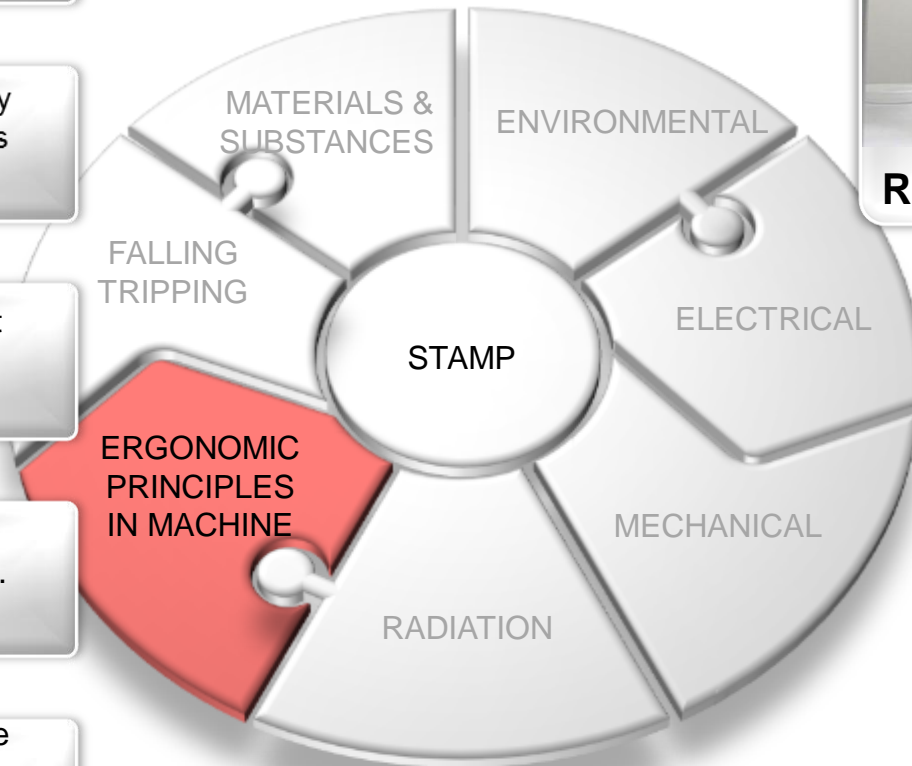 MATERIALS &
SUBSTANCES
ENVIRONMENTAL
FALLING
TRIPPING
ELECTRICAL
STAMP
ERGONOMIC
PRINCIPLES
IN MACHINE
MECHANICAL
RADIATION